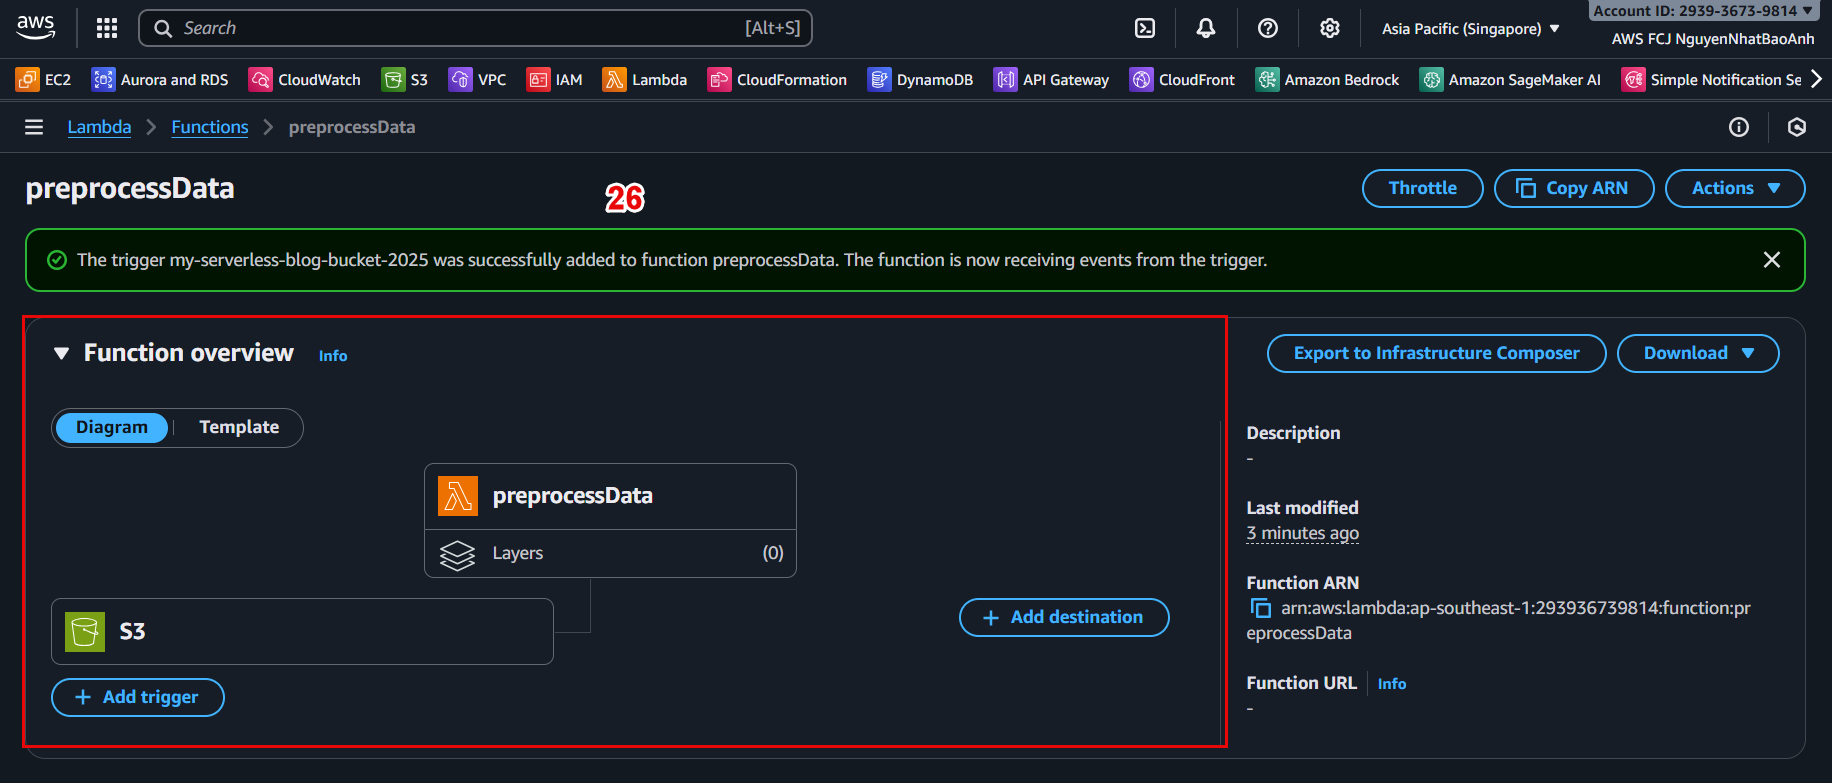 aws
Search [Alt+S]
Asia Pacific (Singapore)
Account ID: 2939-3673-9814
AWS FCJ NguyenNhatBaoAnh
EC2 Aurora and RDS CloudWatch S3 VPC IAM Lambda CloudFormation DynamoDB API Gateway CloudFront Amazon Bedrock Amazon SageMaker AI Simple Notification Se
Lambda Functions preprocessData
preprocessData
26
Throttle Copy ARN Actions
The trigger my-serverless-blog-bucket-2025 was successfully added to function preprocessData. The function is now receiving events from the trigger.
Function overview Info
Export to Infrastructure Composer Download
Diagram Template
preprocessData
Layers (0)
S3
Add destination
Add trigger
Description
-
Last modified
3 minutes ago
Function ARN
arn:aws:lambda:ap-southeast-1:293936739814:function:pr
eprocessData
Function URL Info
-